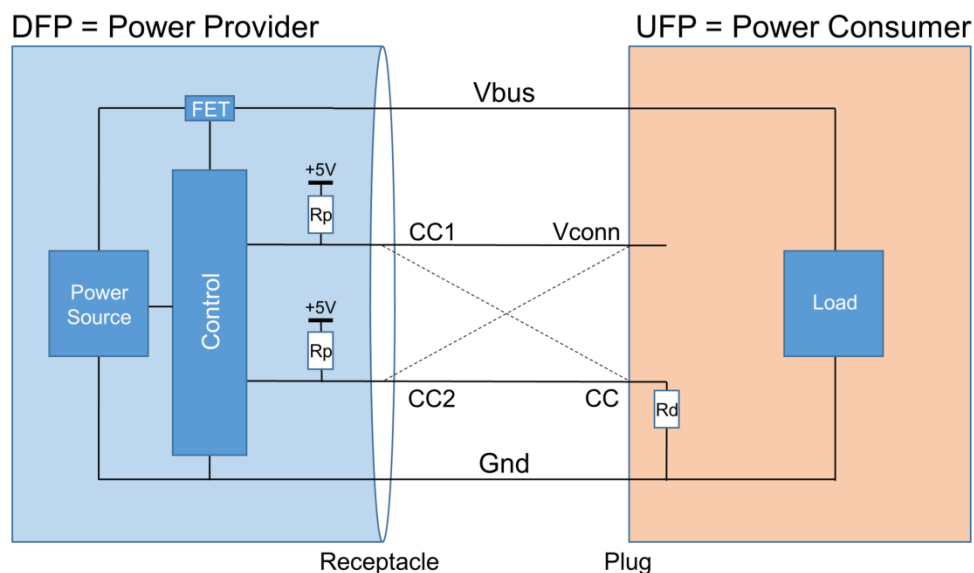 DFP = Power Provider
UFP = Power Consumer
Vbus
FET
+5V
Rp
CC1
Vconn
Power
Source
Control
Load
+5V
Rp
CC2
CC
Rd
Gnd
Receptacle
Plug